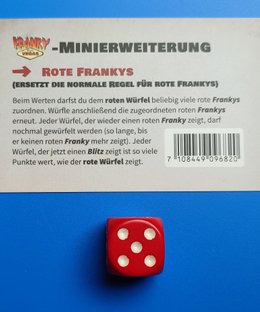 FRANKY
VEGAS
-MINIERWEITERUNG
→ ROTE FRANKYS
(ERSETZT DIE NORMALE REGEL FÜR ROTE FRANKYS)
Beim Werten darfst du dem roten Würfel beliebig viele rote Frankys
zuordnen. Würfle anschließend die zugeordneten roten Frankys
erneut. Jeder Würfel, der wieder einen roten Franky zeigt, darf
nochmal gewürfelt werden (so lange, bis
er keinen roten Franky mehr zeigt). Jeder
Würfel, der jetzt einen Blitz zeigt ist so viele
Punkte wert, wie der rote Würfel zeigt.
7 108449 096820